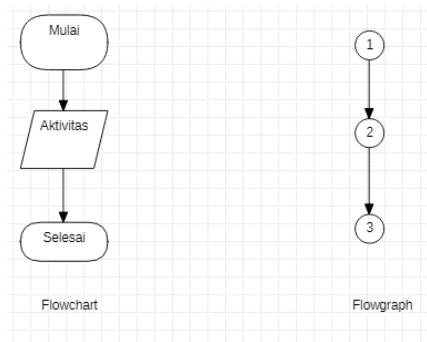 Mulai
1
Aktivitas
2
Selesai
3
Flowchart
Flowgraph